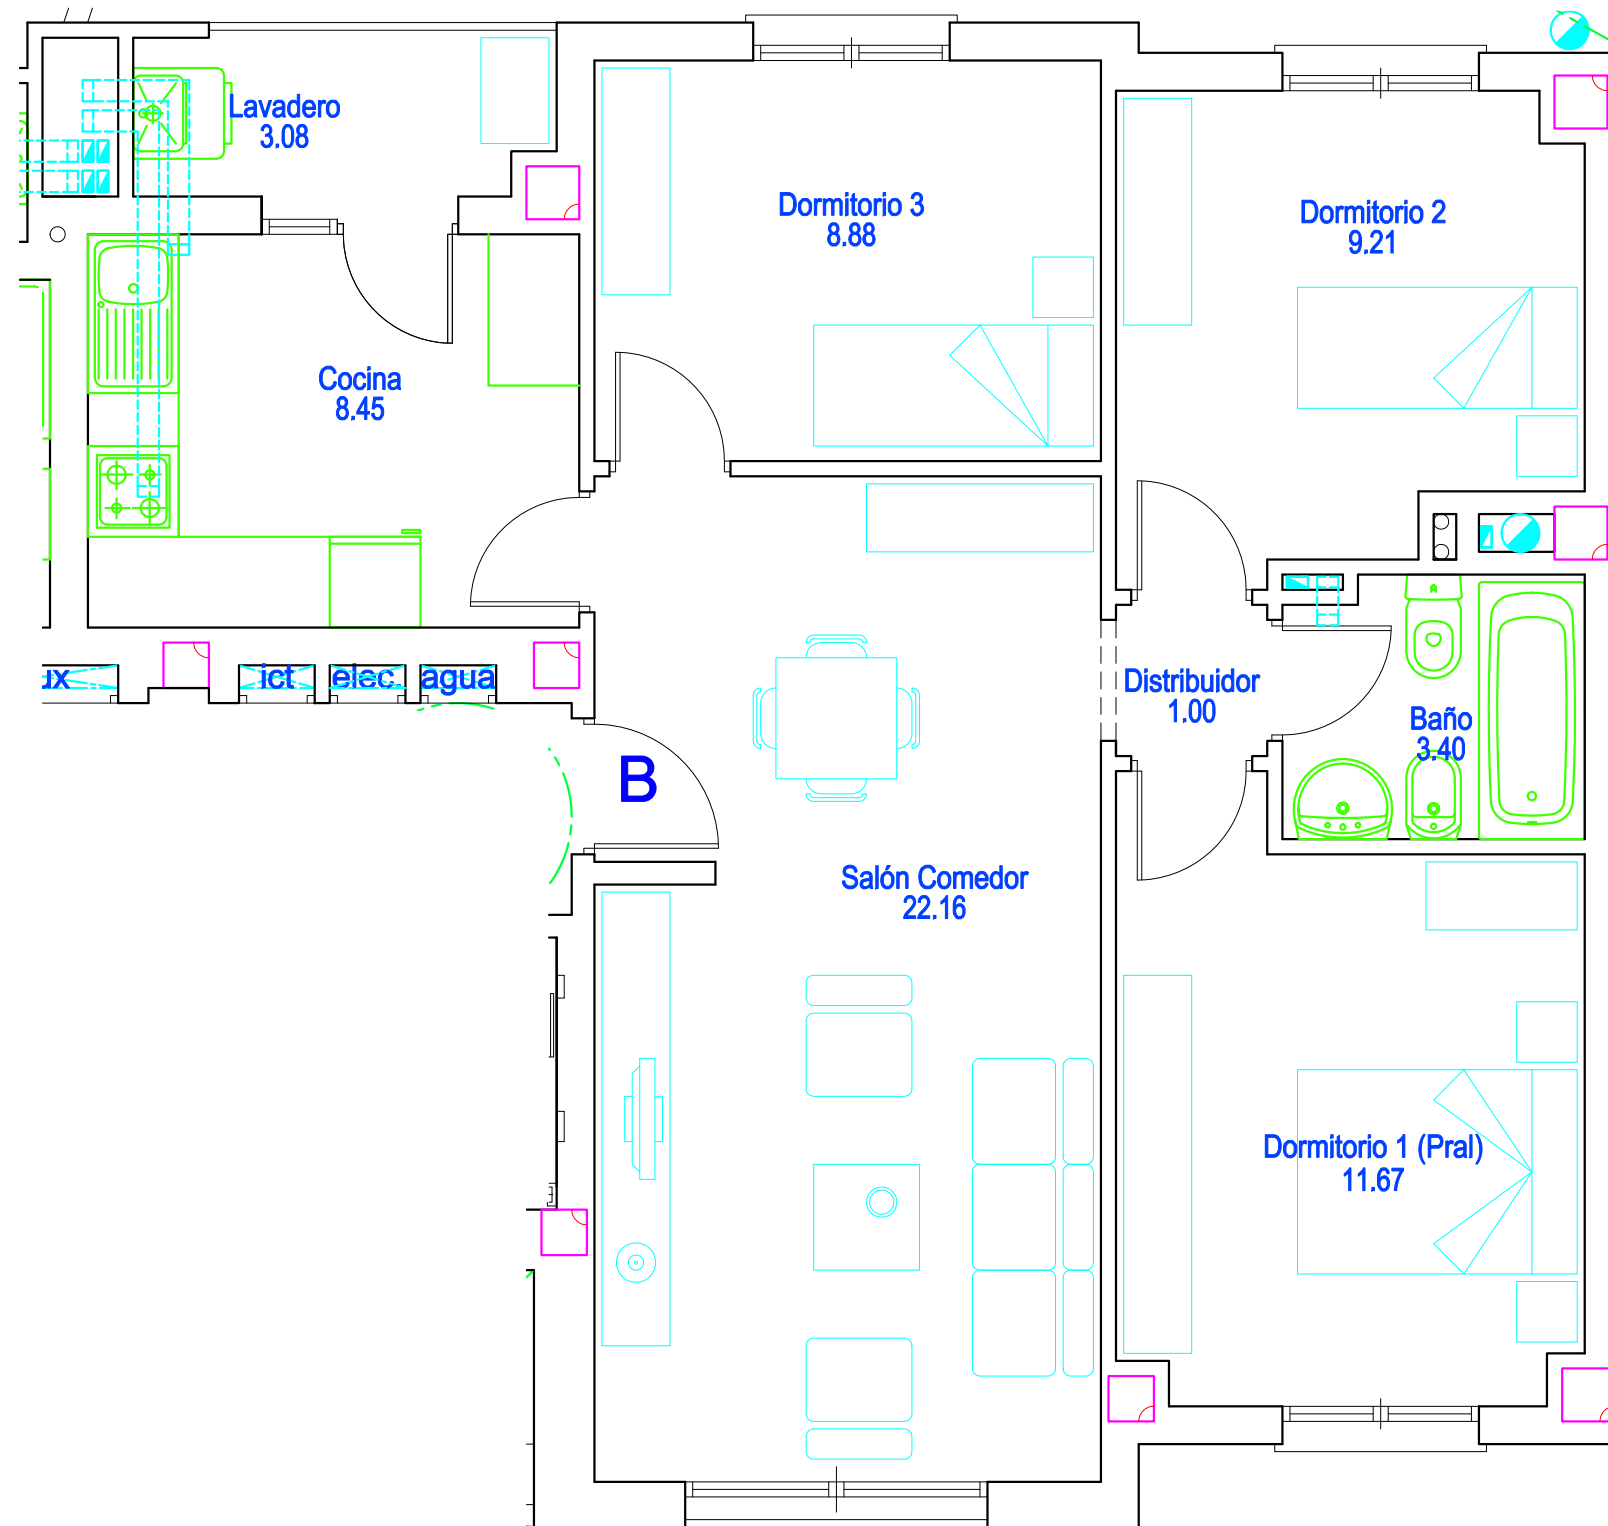 Lavadero
3.08
Dormitorio 3
8.88
Dormitorio 2
9.21
Cocina
8.45
ux
ict
elec.
agua
Distribuidor
1.00
Baño
3.40
B
Salón Comedor
22.16
Dormitorio 1 (Pral)
11.67